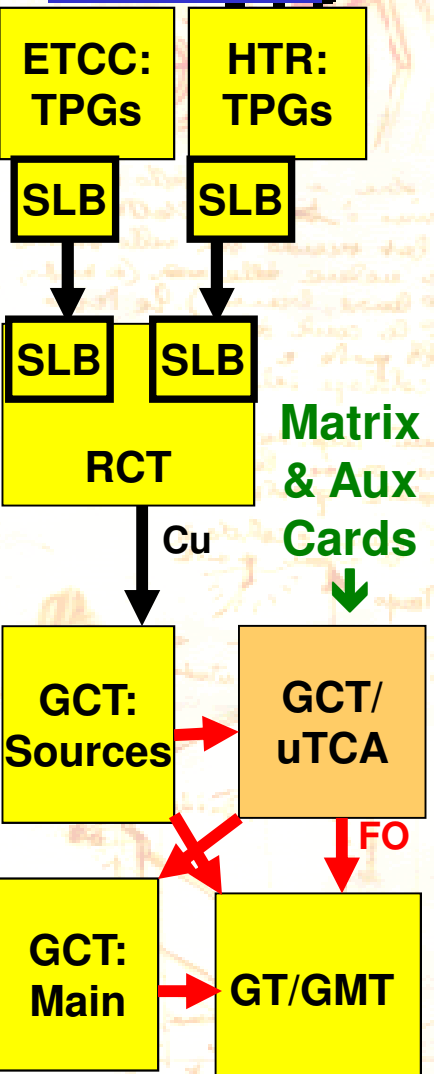 ETCC:
TPGs
HTR:
TPGs
SLB
SLB
SLB
SLB
RCT
Matrix
& Aux
Cards
Cu
GCT:
Sources
GCT/
uTCA
FO
GCT:
Main
GT/GMT